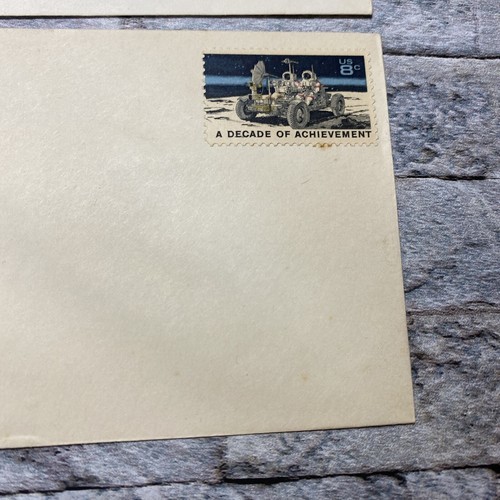 US
8c
A DECADE OF ACHIEVEMENT